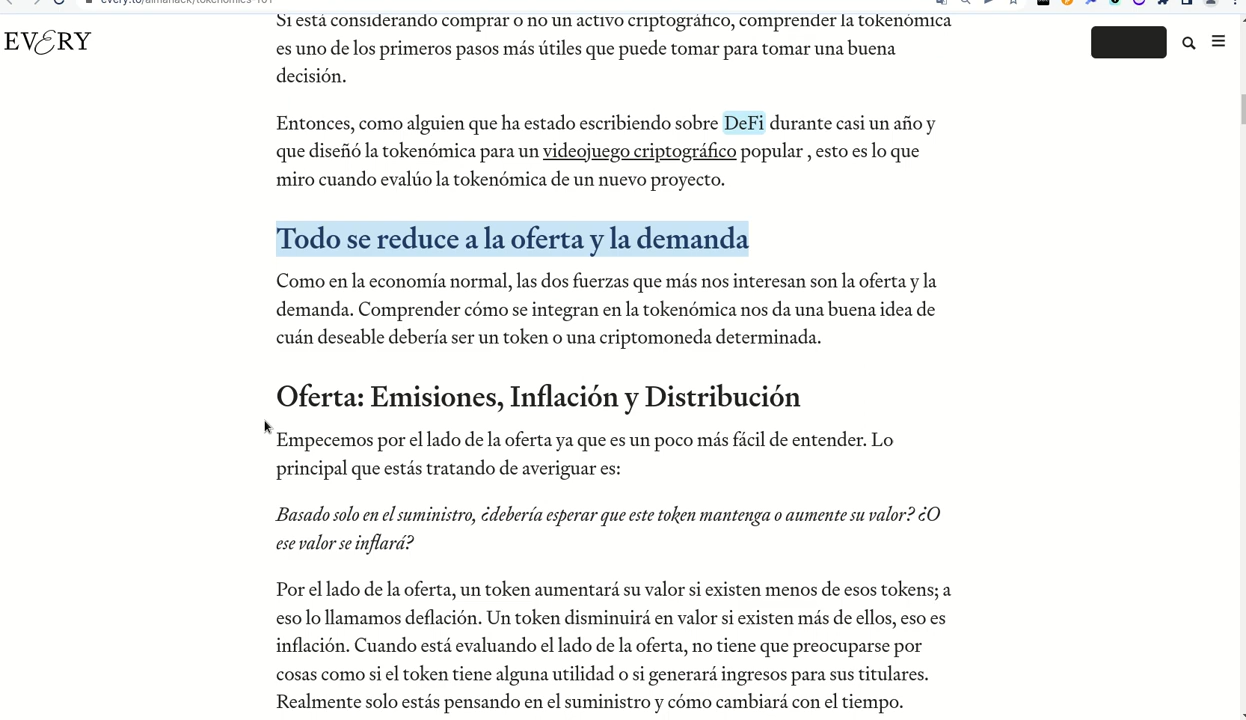 every.to/almanack/tokenomics-101
Si está considerando comprar o no un activo criptográfico, comprender la tokenómica
EVERY
es uno de los primeros pasos más útiles que puede tomar para tomar una buena
decisión.
Entonces, como alguien que ha estado escribiendo sobre DeFi durante casi un año y
que diseñó la tokenómica para un videojuego criptográfico popular , esto es lo que
miro cuando evalúo la tokenómica de un nuevo proyecto.
Todo se reduce a la oferta y la demanda
Como en la economía normal, las dos fuerzas que más nos interesan son la oferta y la
demanda. Comprender cómo se integran en la tokenómica nos da una buena idea de
cuán deseable debería ser un token o una criptomoneda determinada.
Oferta: Emisiones, Inflación y Distribución
Empecemos por el lado de la oferta ya que es un poco más fácil de entender. Lo
principal que estás tratando de averiguar es:
Basado solo en el suministro, ¿debería esperar que este token mantenga o aumente su valor? ¿O
ese valor se inflará?
Por el lado de la oferta, un token aumentará su valor si existen menos de esos tokens; a
eso lo llamamos deflación. Un token disminuirá en valor si existen más de ellos, eso es
inflación. Cuando está evaluando el lado de la oferta, no tiene que preocuparse por
cosas como si el token tiene alguna utilidad o si generará ingresos para sus titulares.
Realmente solo estás pensando en el suministro y cómo cambiará con el tiempo.